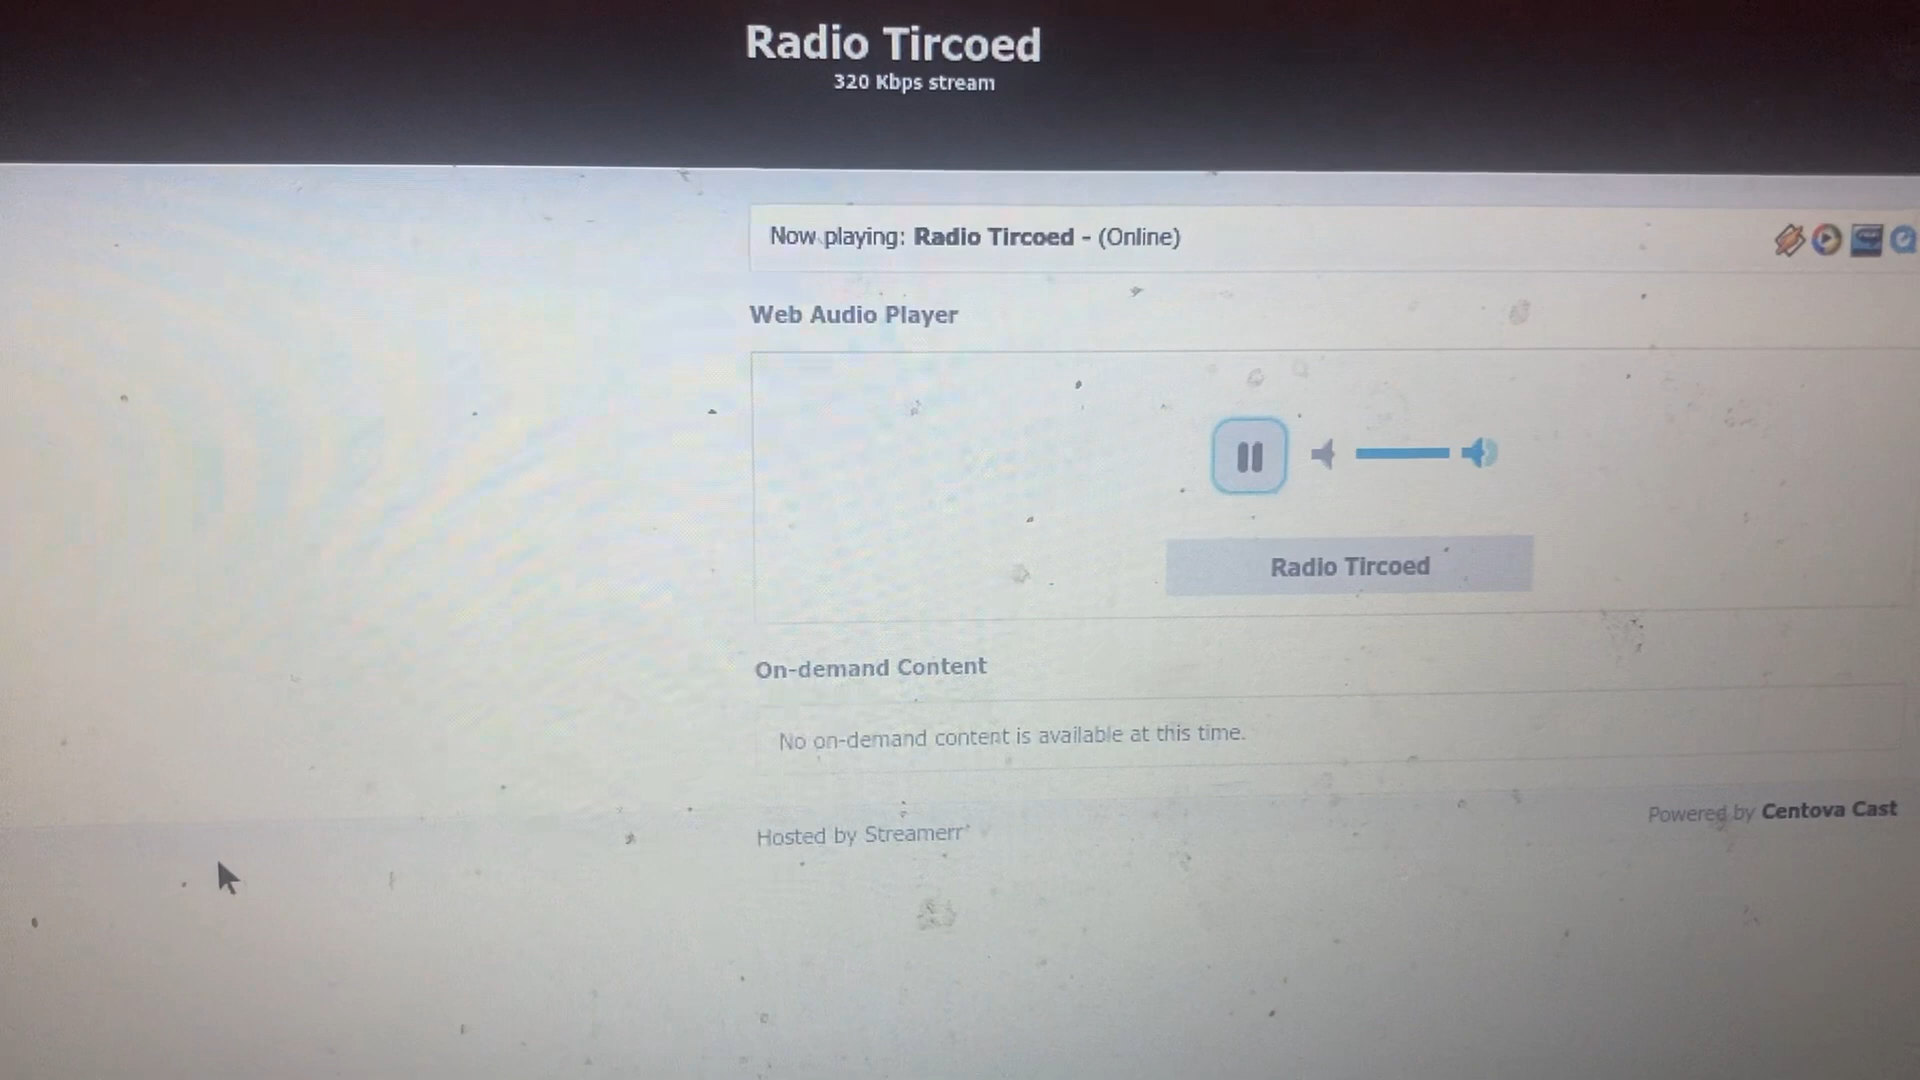 Radio Tircoed
320 Kbps stream
Now playing: Radio Tircoed - (Online)
Web Audio Player
Radio Tircoed
On-demand Content
No on-demand content is available at this time.
Hosted by Streamerr
Powered by Centova Cast